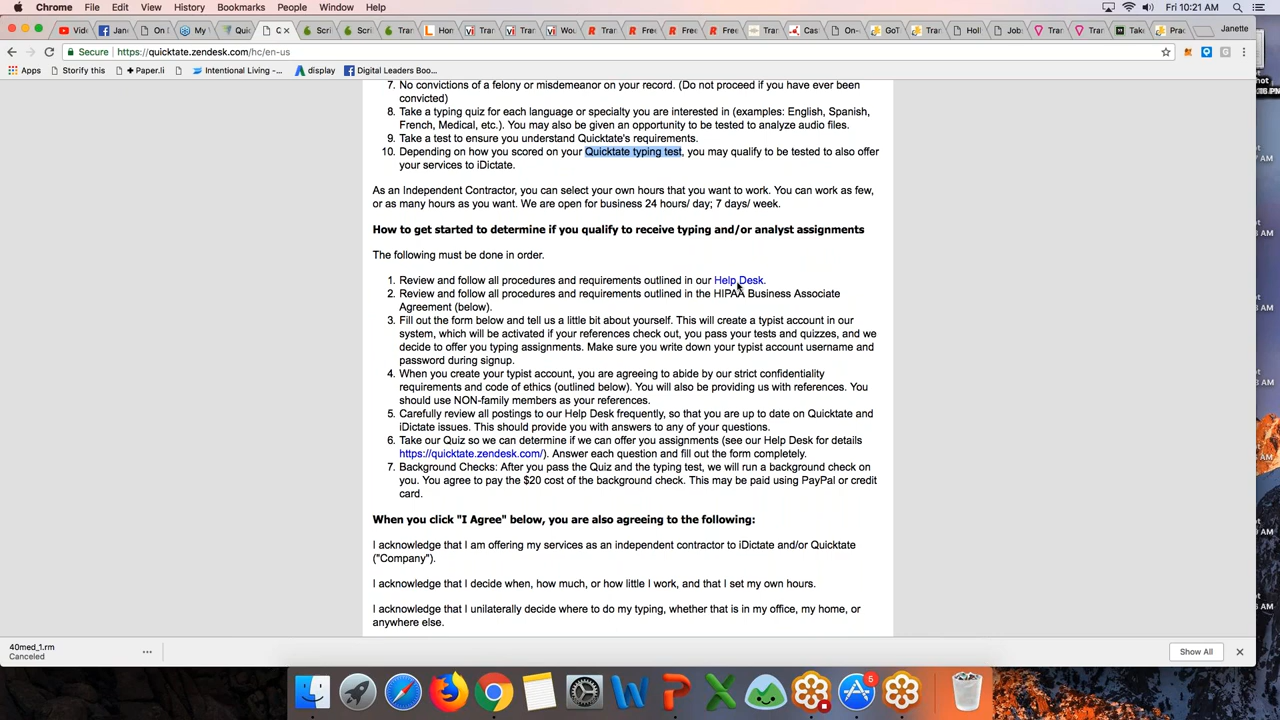 Chrome File Edit View History Bookmarks People Window Help
Fri 10:21 AM
Janette
Secure https://quicktate.zendesk.com/hc/en-us
Apps Storify this + Paper.li Intentional Living -... display Digital Leaders Boo...
7. No convictions of a felony or misdemeanor on your record. (Do not proceed if you have ever been
convicted)
8. Take a typing quiz for each language or specialty you are interested in (examples: English, Spanish,
French, Medical, etc.). You may also be given an opportunity to be tested to analyze audio files.
9. Take a test to ensure you understand Quicktate's requirements.
10. Depending on how you scored on your Quicktate typing test, you may qualify to be tested to also offer
your services to iDictate.
As an Independent Contractor, you can select your own hours that you want to work. You can work as few,
or as many hours as you want. We are open for business 24 hours/ day; 7 days/ week.
How to get started to determine if you qualify to receive typing and/or analyst assignments
The following must be done in order.
1. Review and follow all procedures and requirements outlined in our Help Desk.
2. Review and follow all procedures and requirements outlined in the HIPAA Business Associate
Agreement (below).
3. Fill out the form below and tell us a little bit about yourself. This will create a typist account in our
system, which will be activated if your references check out, you pass your tests and quizzes, and we
decide to offer you typing assignments. Make sure you write down your typist account username and
password during signup.
4. When you create your typist account, you are agreeing to abide by our strict confidentiality
requirements and code of ethics (outlined below). You will also be providing us with references. You
should use NON-family members as your references.
5. Carefully review all postings to our Help Desk frequently, so that you are up to date on Quicktate and
iDictate issues. This should provide you with answers to any of your questions.
6. Take our Quiz so we can determine if we can offer you assignments (see our Help Desk for details
https://quicktate.zendesk.com/). Answer each question and fill out the form completely.
7. Background Checks: After you pass the Quiz and the typing test, we will run a background check on
you. You agree to pay the $20 cost of the background check. This may be paid using PayPal or credit
card.
When you click "I Agree" below, you are also agreeing to the following:
I acknowledge that I am offering my services as an independent contractor to iDictate and/or Quicktate
("Company").
I acknowledge that I decide when, how much, or how little I work, and that I set my own hours.
I acknowledge that I unilaterally decide where to do my typing, whether that is in my office, my home, or
anywhere else.
40med_1.rm
Canceled
Show All
5